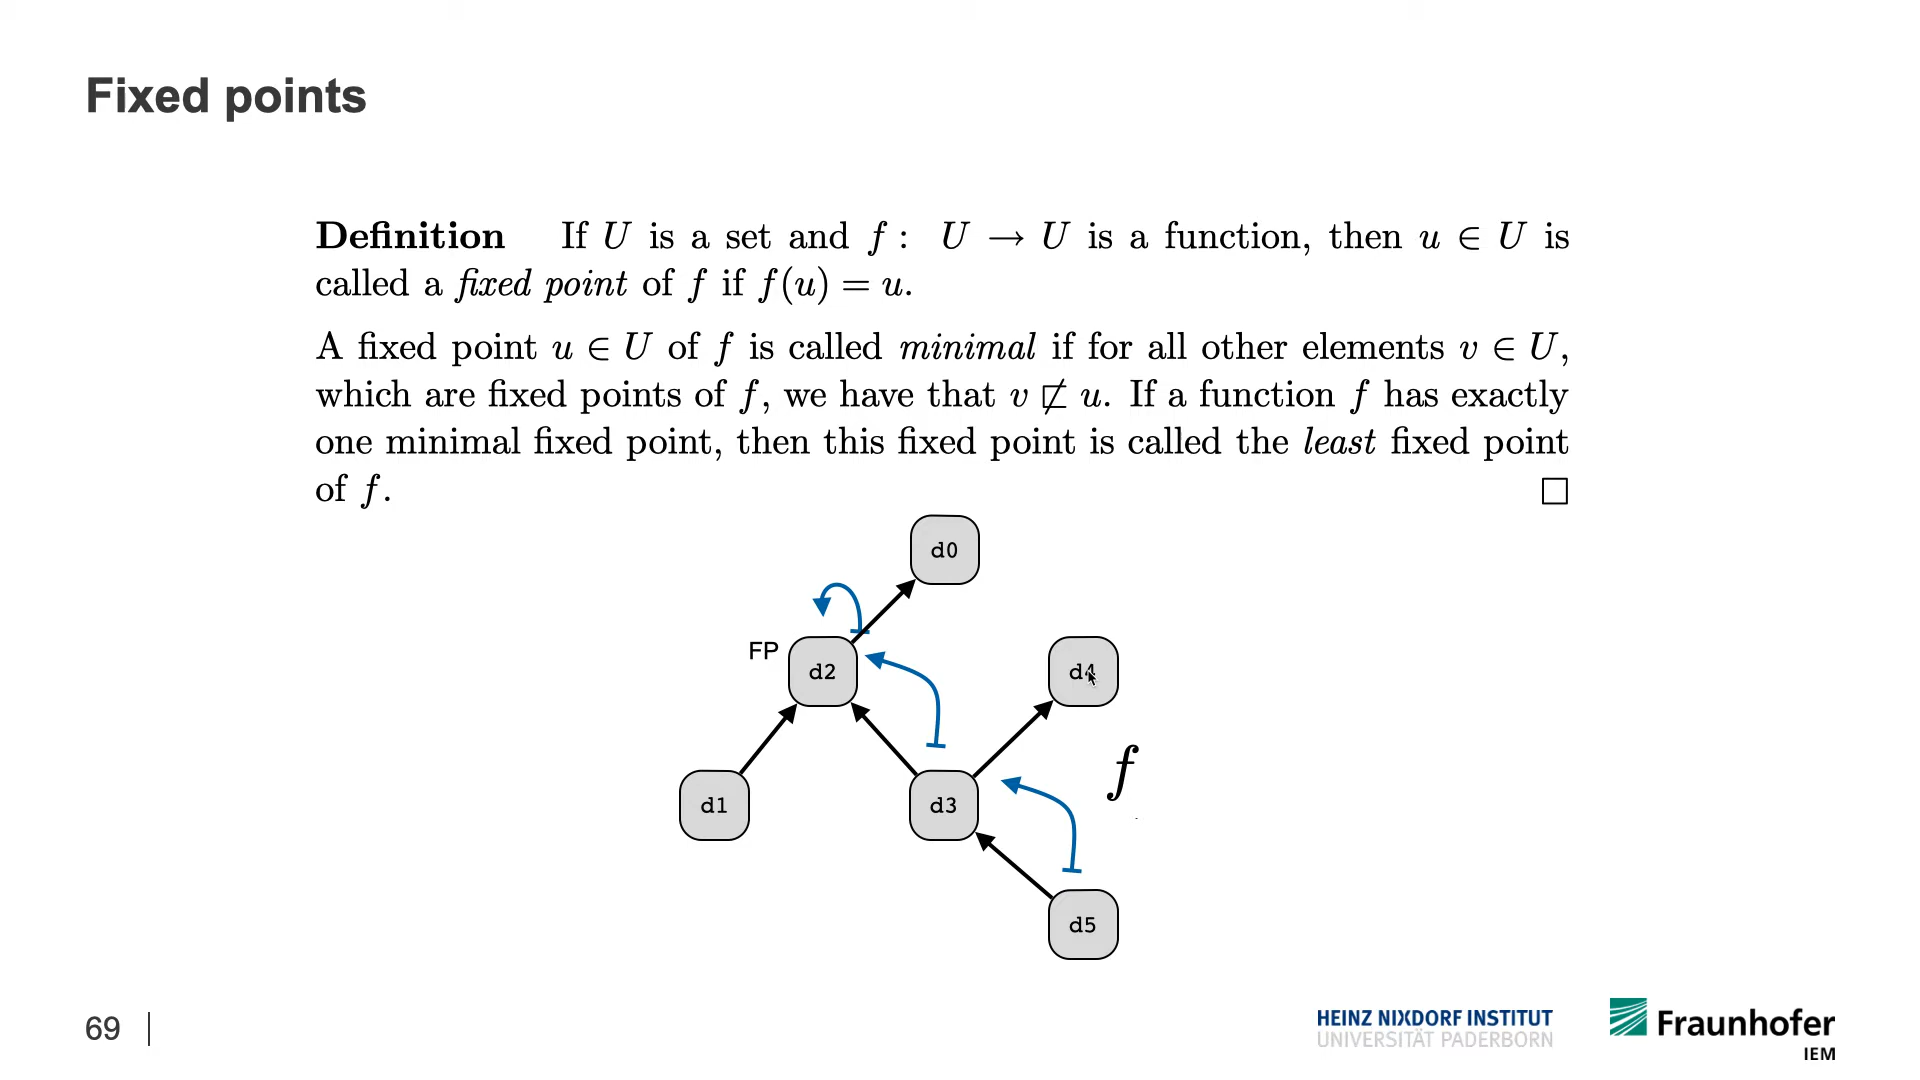 Fixed points
Definition If U is a set and f : U → U is a function, then u ∈ U is
called a fixed point of f if f(u) = u.
A fixed point u ∈ U of f is called minimal if for all other elements v ∈ U,
which are fixed points of f, we have that v ⋢ u. If a function f has exactly
one minimal fixed point, then this fixed point is called the least fixed point
of f. □
d0
FP
d2
d4
f
d1
d3
d5
69
HEINZ NIXDORF INSTITUT
UNIVERSITÄT PADERBORN
Fraunhofer
IEM